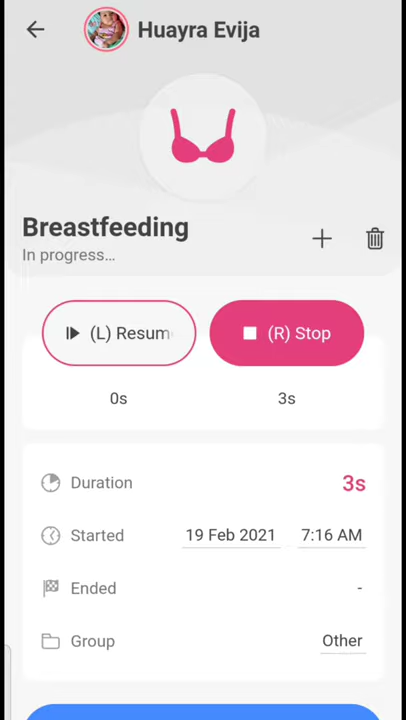 Huayra Evija
Breastfeeding
In progress...
(L) Resum
(R) Stop
0s
3s
Duration 3s
Started 19 Feb 2021 7:16 AM
Ended -
Group Other